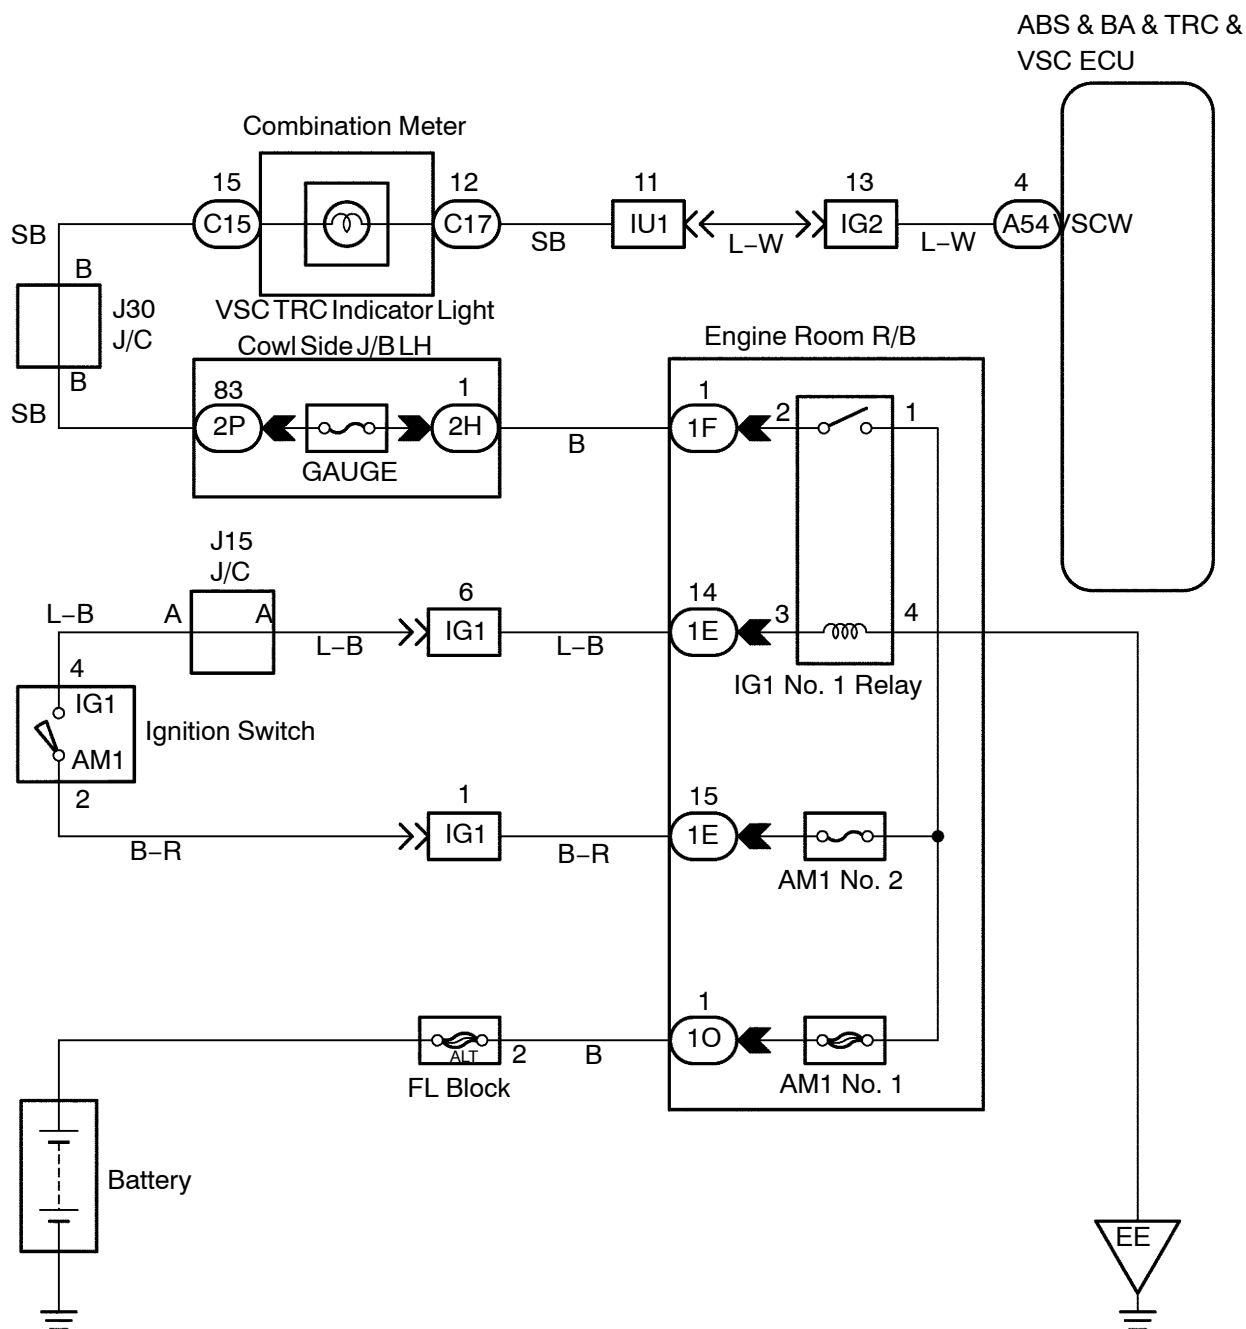 ABS & BA & TRC &
VSC ECU
Combination Meter
15
12
11
13
4
C15
C17
IU1
IG2
A54
VSCW
SB
SB
L–W
L–W
B
J30
J/C
VSC TRC Indicator Light
Cowl Side J/B LH
Engine Room R/B
B
SB
83
1
1
2
1
2P
2H
1F
GAUGE
B
J15
J/C
6
14
3
4
L–B
A
A
L–B
IG1
L–B
1E
4
IG1
IG1 No. 1 Relay
Ignition Switch
AM1
2
1
15
IG1
1E
B–R
B–R
AM1 No. 2
1
1O
ALT
2
B
FL Block
AM1 No. 1
Battery
EE